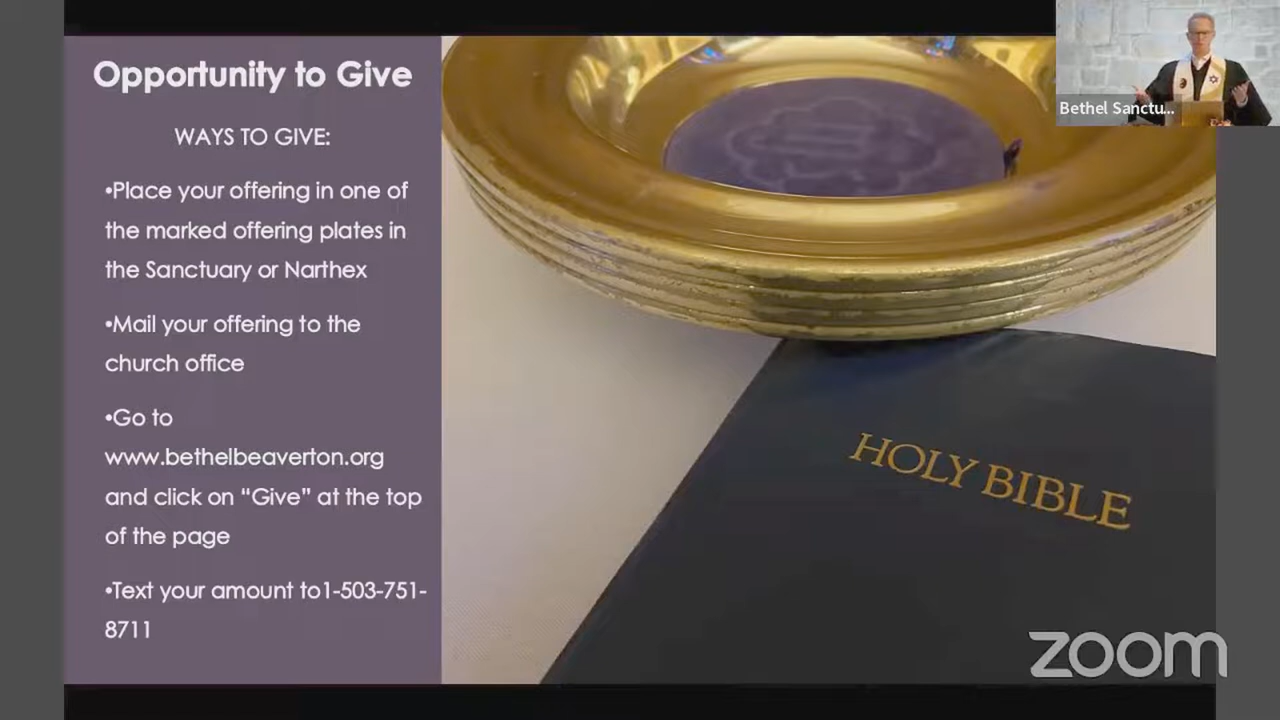 Opportunity to Give
WAYS TO GIVE:
•Place your offering in one of
the marked offering plates in
the Sanctuary or Narthex
•Mail your offering to the
church office
•Go to
www.bethelbeaverton.org
and click on “Give” at the top
of the page
•Text your amount to1-503-751-
8711
Bethel Sanctu...
HOLY BIBLE
zoom